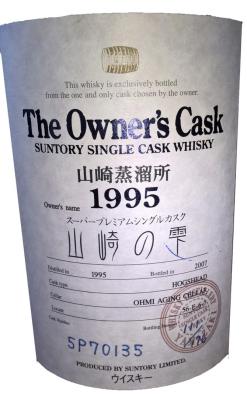 This whisky is exclusively bottled
from the one and only cask chosen by the owner.
The Owner's Cask
SUNTORY SINGLE CASK WHISKY
山崎蒸溜所
Owner's name 1995
スーパープレミアムシングルカスク
山崎の雫
Distilled in 1995 Bottled in 2007
Cask type HOGSHEAD
Cellar OHMI AGING CELLAR
Locate
Cask Number
5P70135
PRODUCED BY SUNTORY LIMITED.
ウイスキー